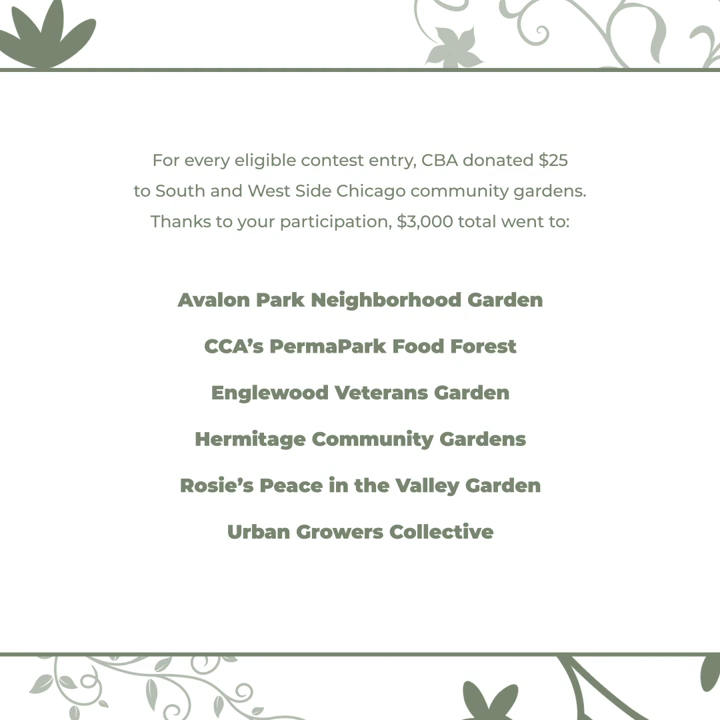 For every eligible contest entry, CBA donated $25
to South and West Side Chicago community gardens.
Thanks to your participation, $3,000 total went to:
Avalon Park Neighborhood Garden
CCA’s PermaPark Food Forest
Englewood Veterans Garden
Hermitage Community Gardens
Rosie’s Peace in the Valley Garden
Urban Growers Collective